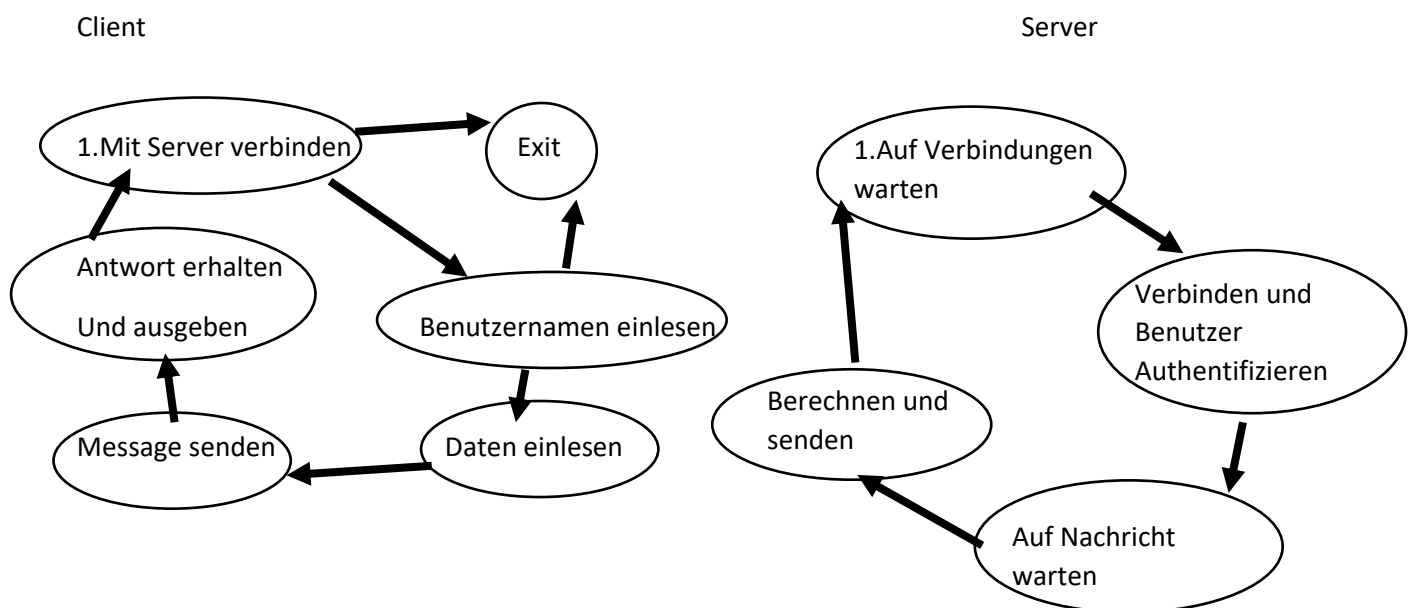 Client
Server
1.Mit Server verbinden
Exit
Antwort erhalten
Und ausgeben
Benutzernamen einlesen
Message senden
Daten einlesen
1.Auf Verbindungen
warten
Verbinden und
Benutzer
Authentifizieren
Berechnen und
senden
Auf Nachricht
warten